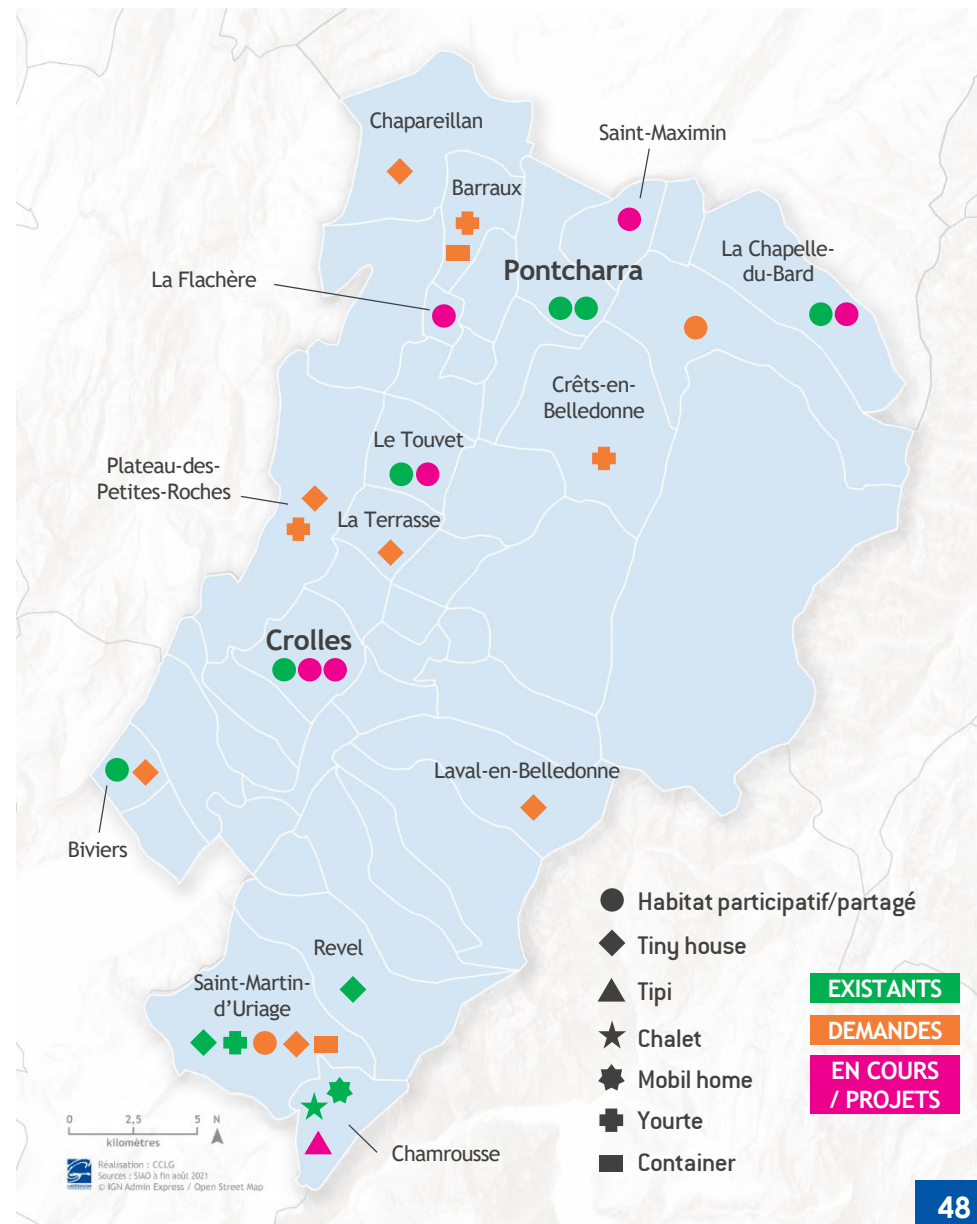 Chapareillan
Saint-Maximin
Barraux
La Chapelle-
du-Bard
Pontcharra
La Flachère
Crêts-en-
Belledonne
Le Touvet
Plateau-des-
Petites-Roches
La Terrasse
Crolles
Laval-en-Belledonne
Biviers
Habitat participatif/partagé
Tiny house
Tipi
Chalet
Mobil home
Yourte
Container
EXISTANTS
DEMANDES
EN COURS
/ PROJETS
Revel
Saint-Martin-
d'Uriage
Chamrousse
0 2,5 5 N
kilomètres
Réalisation : CCLG
Sources : SIAO à fin août 2021
© IGN Admin Express / Open Street Map
48